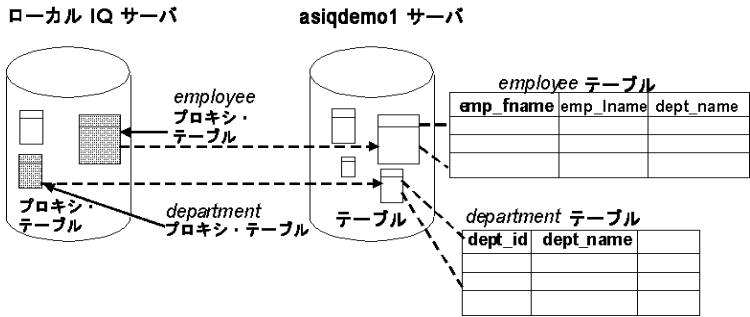 ローカル IQ サーバ
asiqdemo1 サーバ
employee
プロキシ・
テーブル
プロキシ・
テーブル
department
プロキシ・テーブル
テーブル
employee テーブル
emp_fname emp_lname dept_name
department テーブル
dept_id dept_name